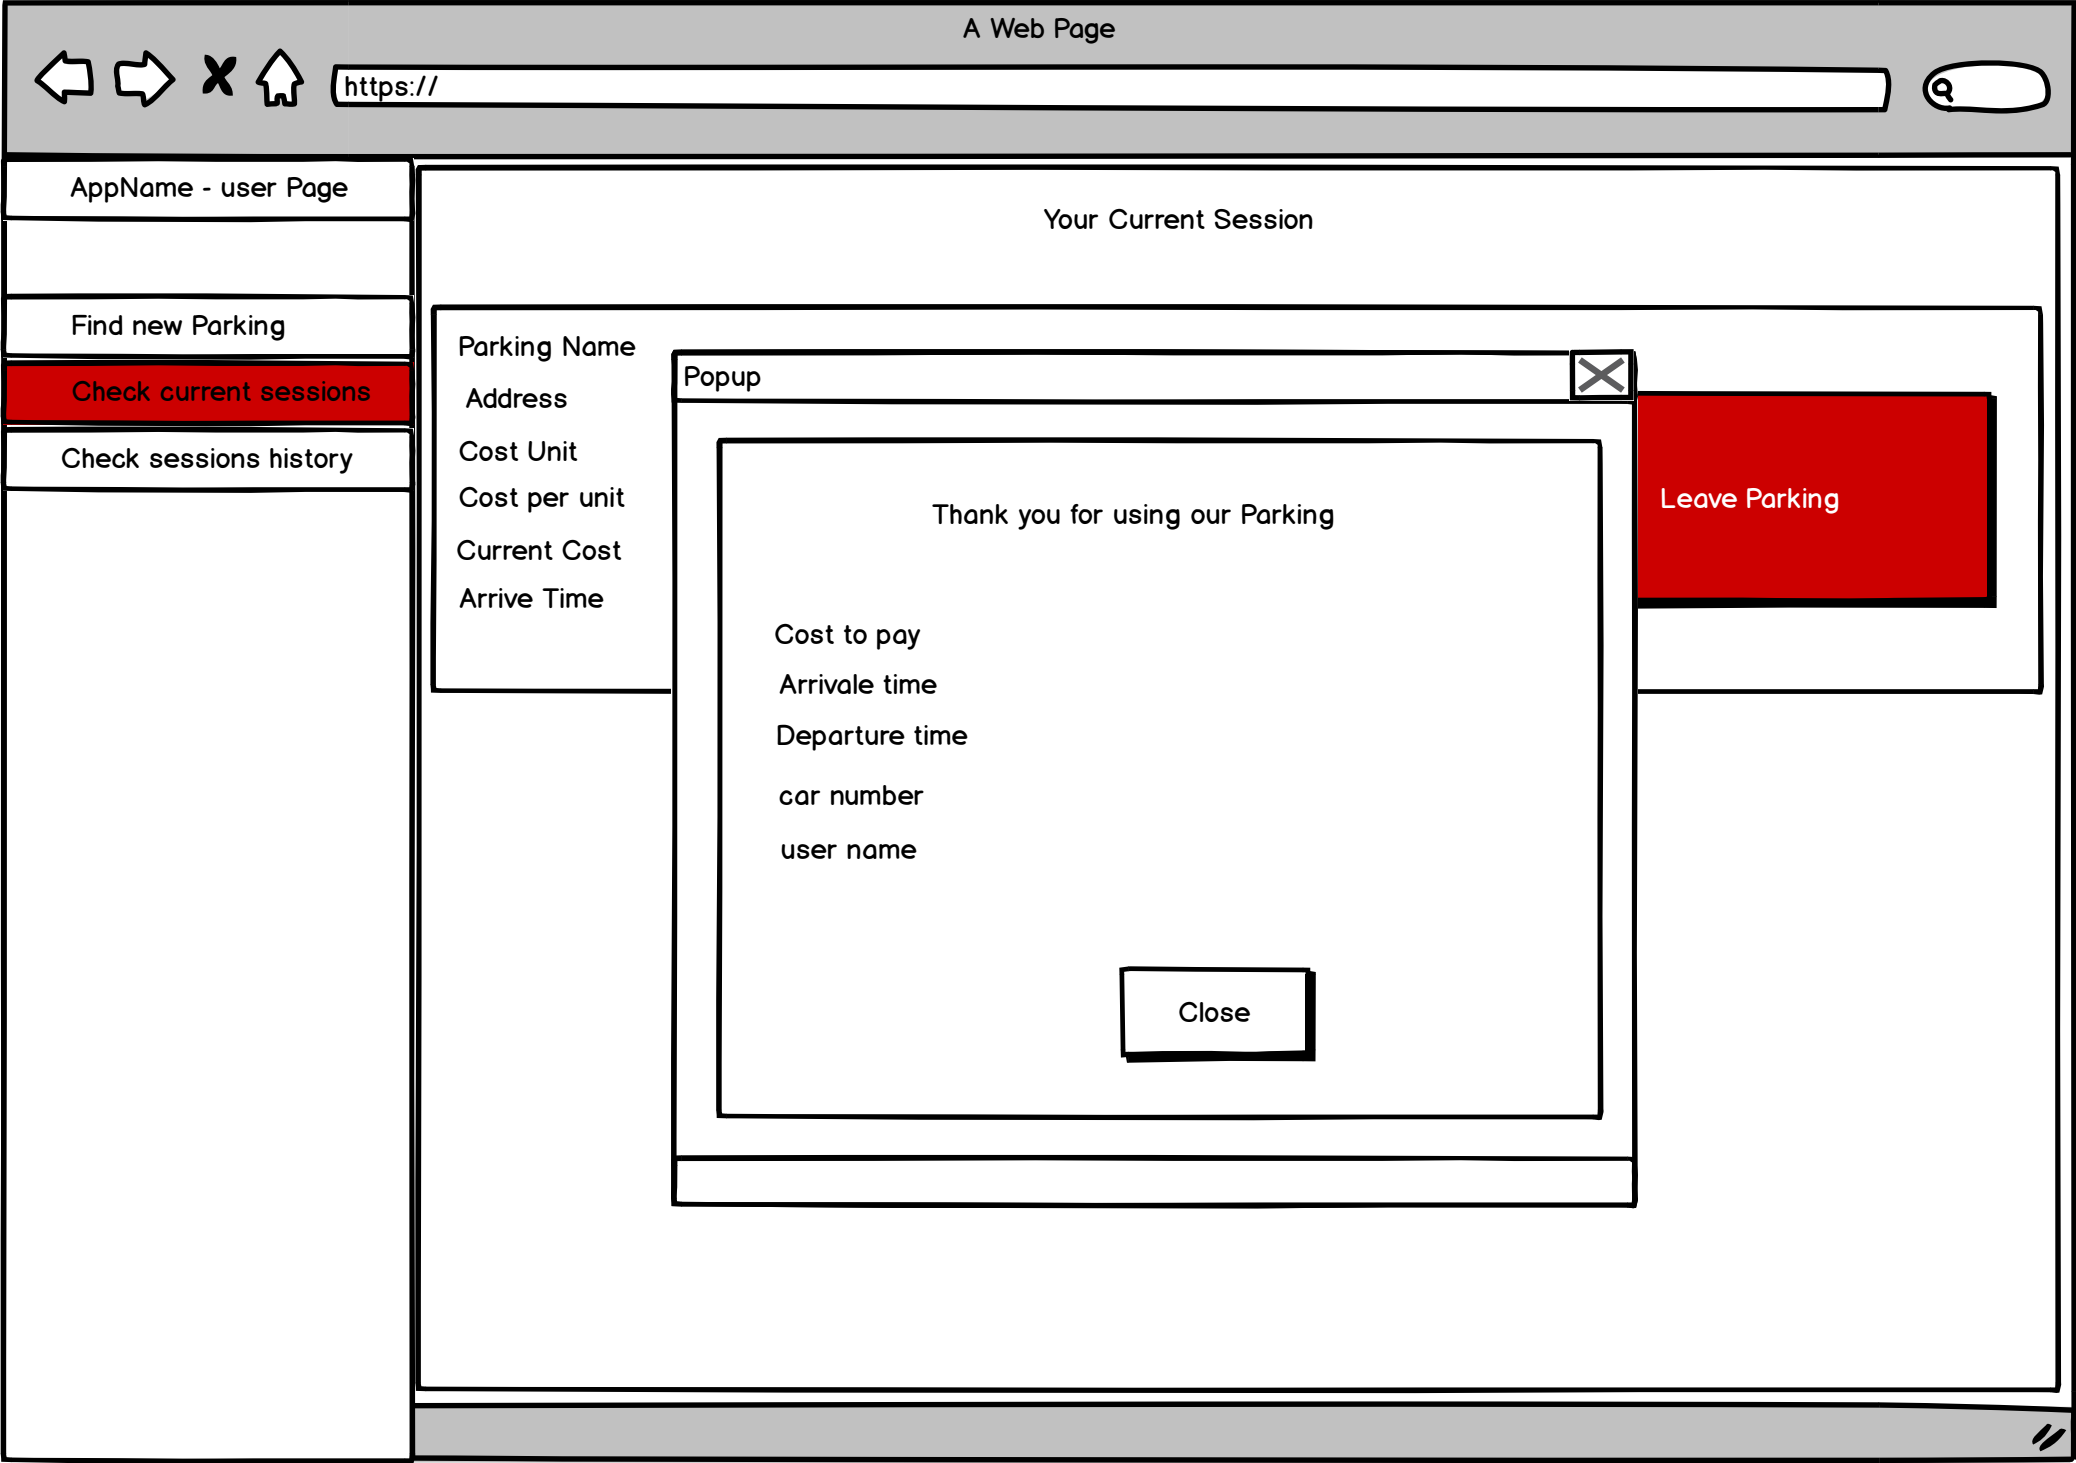 A Web Page
https://
AppName - user Page
Find new Parking
Check current sessions
Check sessions history
Your Current Session
Parking Name
Address
Cost Unit
Cost per unit
Current Cost
Arrive Time
Leave Parking
Popup
Thank you for using our Parking
Cost to pay
Arrivale time
Departure time
car number
user name
Close